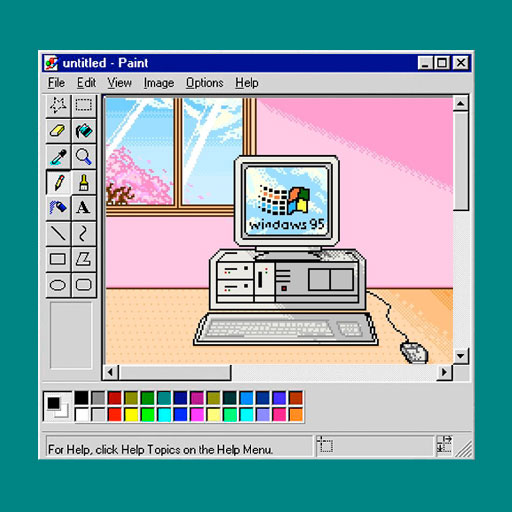 untitled - Paint
File Edit View Image Options Help
windows 95
A
For Help, click Help Topics on the Help Menu.